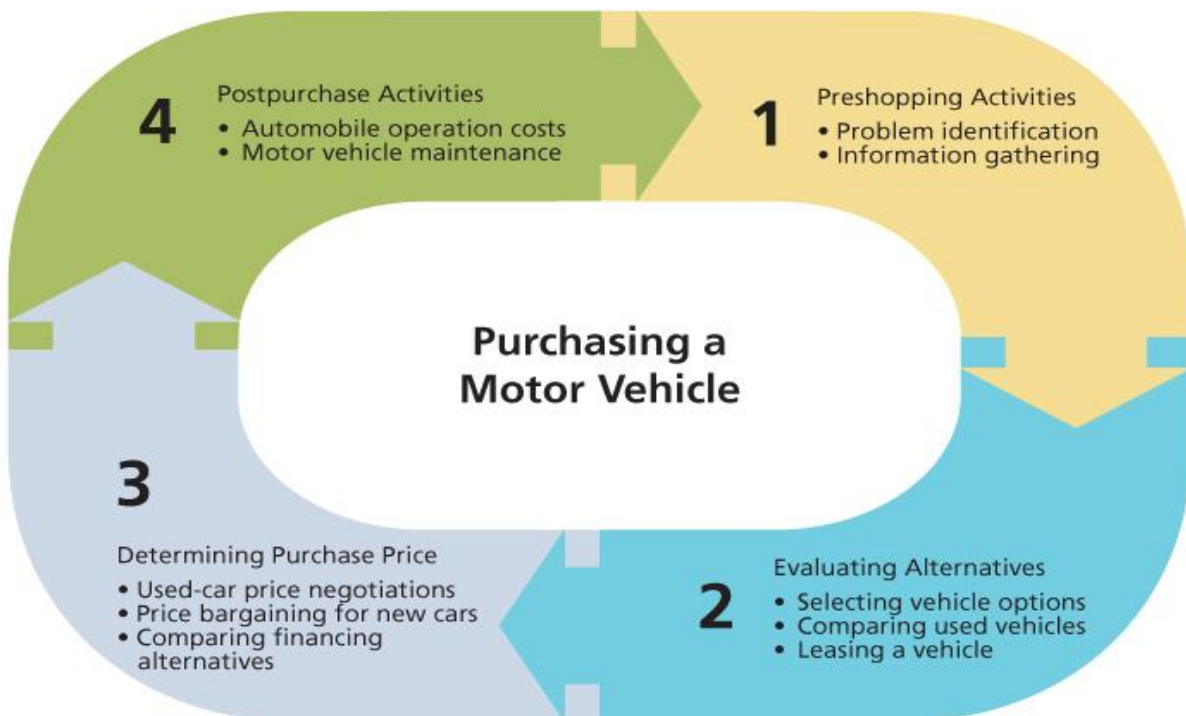 Purchasing a
Motor Vehicle
1
Preshopping Activities
• Problem identification
• Information gathering
2
Evaluating Alternatives
• Selecting vehicle options
• Comparing used vehicles
• Leasing a vehicle
3
Determining Purchase Price
• Used-car price negotiations
• Price bargaining for new cars
• Comparing financing
alternatives
4
Postpurchase Activities
• Automobile operation costs
• Motor vehicle maintenance